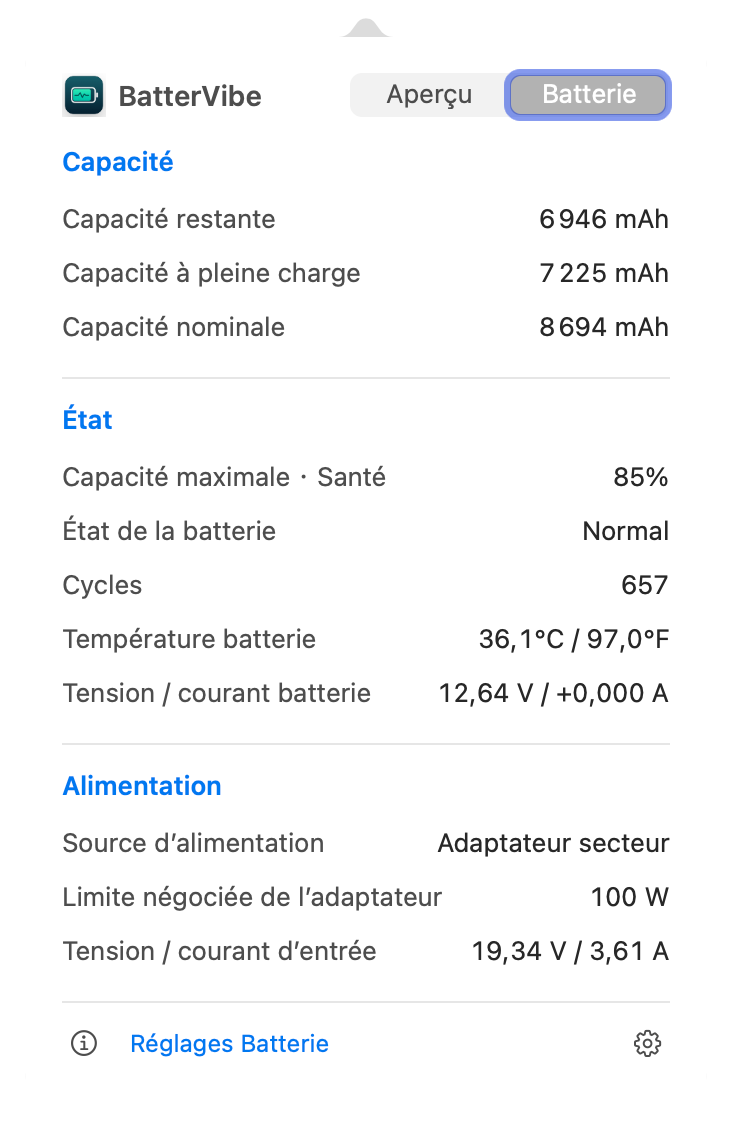 BatterVibe
Aperçu
Batterie
Capacité
Capacité restante 6 946 mAh
Capacité à pleine charge 7 225 mAh
Capacité nominale 8 694 mAh
État
Capacité maximale · Santé 85%
État de la batterie Normal
Cycles 657
Température batterie 36,1°C / 97,0°F
Tension / courant batterie 12,64 V / +0,000 A
Alimentation
Source d’alimentation Adaptateur secteur
Limite négociée de l’adaptateur 100 W
Tension / courant d’entrée 19,34 V / 3,61 A
Réglages Batterie